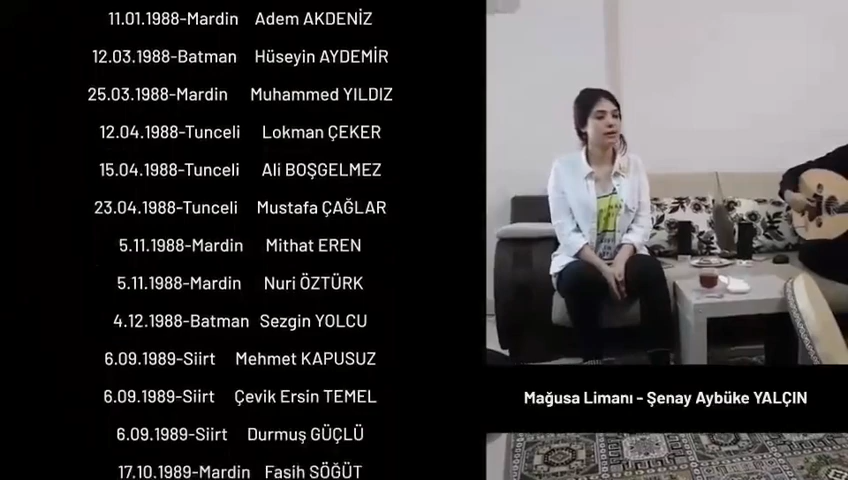 11.01.1988-Mardin Adem AKDENİZ
12.03.1988-Batman Hüseyin AYDEMİR
25.03.1988-Mardin Muhammed YILDIZ
12.04.1988-Tunceli Lokman ÇEKER
15.04.1988-Tunceli Ali BOŞGELMEZ
23.04.1988-Tunceli Mustafa ÇAĞLAR
5.11.1988-Mardin Mithat EREN
5.11.1988-Mardin Nuri ÖZTÜRK
4.12.1988-Batman Sezgin YOLCU
6.09.1989-Siirt Mehmet KAPUSUZ
6.09.1989-Siirt Çevik Ersin TEMEL
6.09.1989-Siirt Durmuş GÜÇLÜ
17.10.1989-Mardin Fasih SÖĞÜT
Mağusa Limanı - Şenay Aybüke YALÇIN